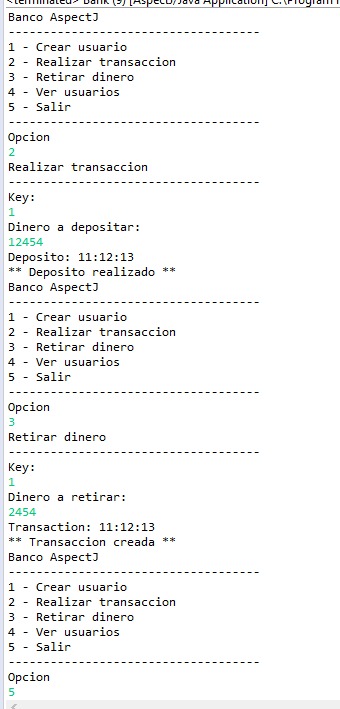 <terminated> Bank (9) [AspectJ/Java Application] C:\Program
Banco AspectJ
------------------------------------
1 - Crear usuario
2 - Realizar transaccion
3 - Retirar dinero
4 - Ver usuarios
5 - Salir
------------------------------------
Opcion
2
Realizar transaccion
------------------------------------
Key:
1
Dinero a depositar:
12454
Deposito: 11:12:13
** Deposito realizado **
Banco AspectJ
------------------------------------
1 - Crear usuario
2 - Realizar transaccion
3 - Retirar dinero
4 - Ver usuarios
5 - Salir
------------------------------------
Opcion
3
Retirar dinero
------------------------------------
Key:
1
Dinero a retirar:
2454
Transaction: 11:12:13
** Transaccion creada **
Banco AspectJ
------------------------------------
1 - Crear usuario
2 - Realizar transaccion
3 - Retirar dinero
4 - Ver usuarios
5 - Salir
------------------------------------
Opcion
5